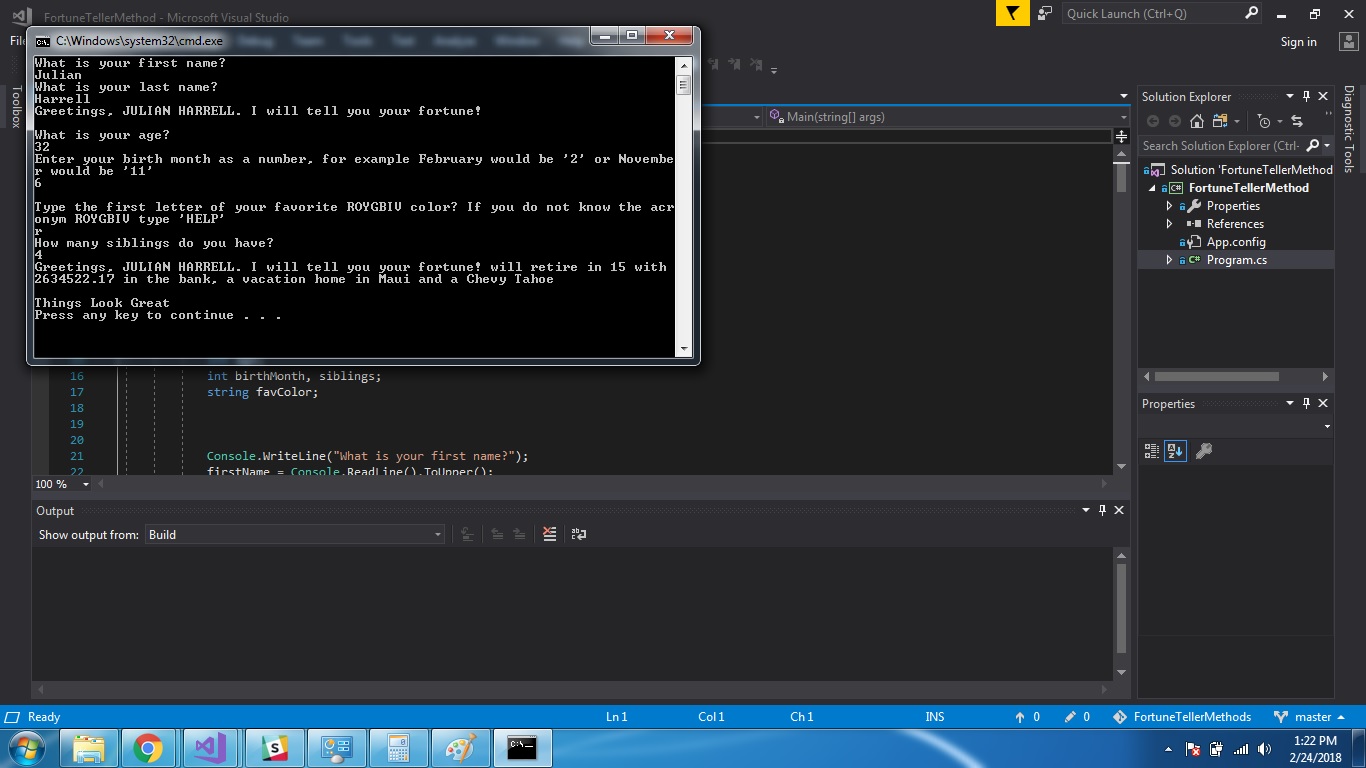 FortuneTellerMethod - Microsoft Visual Studio
Quick Launch (Ctrl+Q)
Sign in
C:\Windows\system32\cmd.exe
What is your first name?
Julian
What is your last name?
Harrell
Greetings, JULIAN HARRELL. I will tell you your fortune!
What is your age?
32
Enter your birth month as a number, for example February would be '2' or Novembe
r would be '11'
6
Type the first letter of your favorite ROYGBIV color? If you do not know the acr
onym ROYGBIV type 'HELP'
r
How many siblings do you have?
4
Greetings, JULIAN HARRELL. I will tell you your fortune! will retire in 15 with
2634522.17 in the bank, a vacation home in Maui and a Chevy Tahoe
Things Look Great
Press any key to continue . . .
Debug Team Tools Test Analyze Window Help
Toolbox
Main(string[] args)
16 int birthMonth, siblings;
17 string favColor;
18
19
20
21 Console.WriteLine("What is your first name?");
22 firstName = Console.ReadLine().ToUpper();
100 %
Output
Show output from: Build
Solution Explorer
Search Solution Explorer (Ctrl-
Solution 'FortuneTellerMethod
FortuneTellerMethod
Properties
References
App.config
Program.cs
Properties
Diagnostic Tools
Ready Ln 1 Col 1 Ch 1 INS 0 0 FortuneTellerMethods master
1:22 PM
2/24/2018